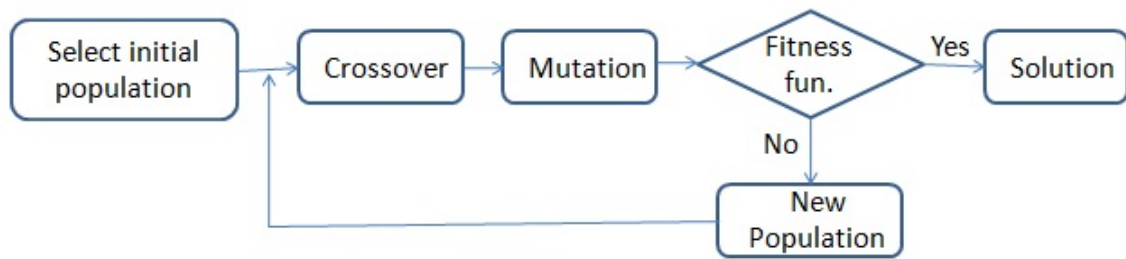 Select initial
population
Crossover
Mutation
Fitness
fun.
Yes
Solution
No
New
Population